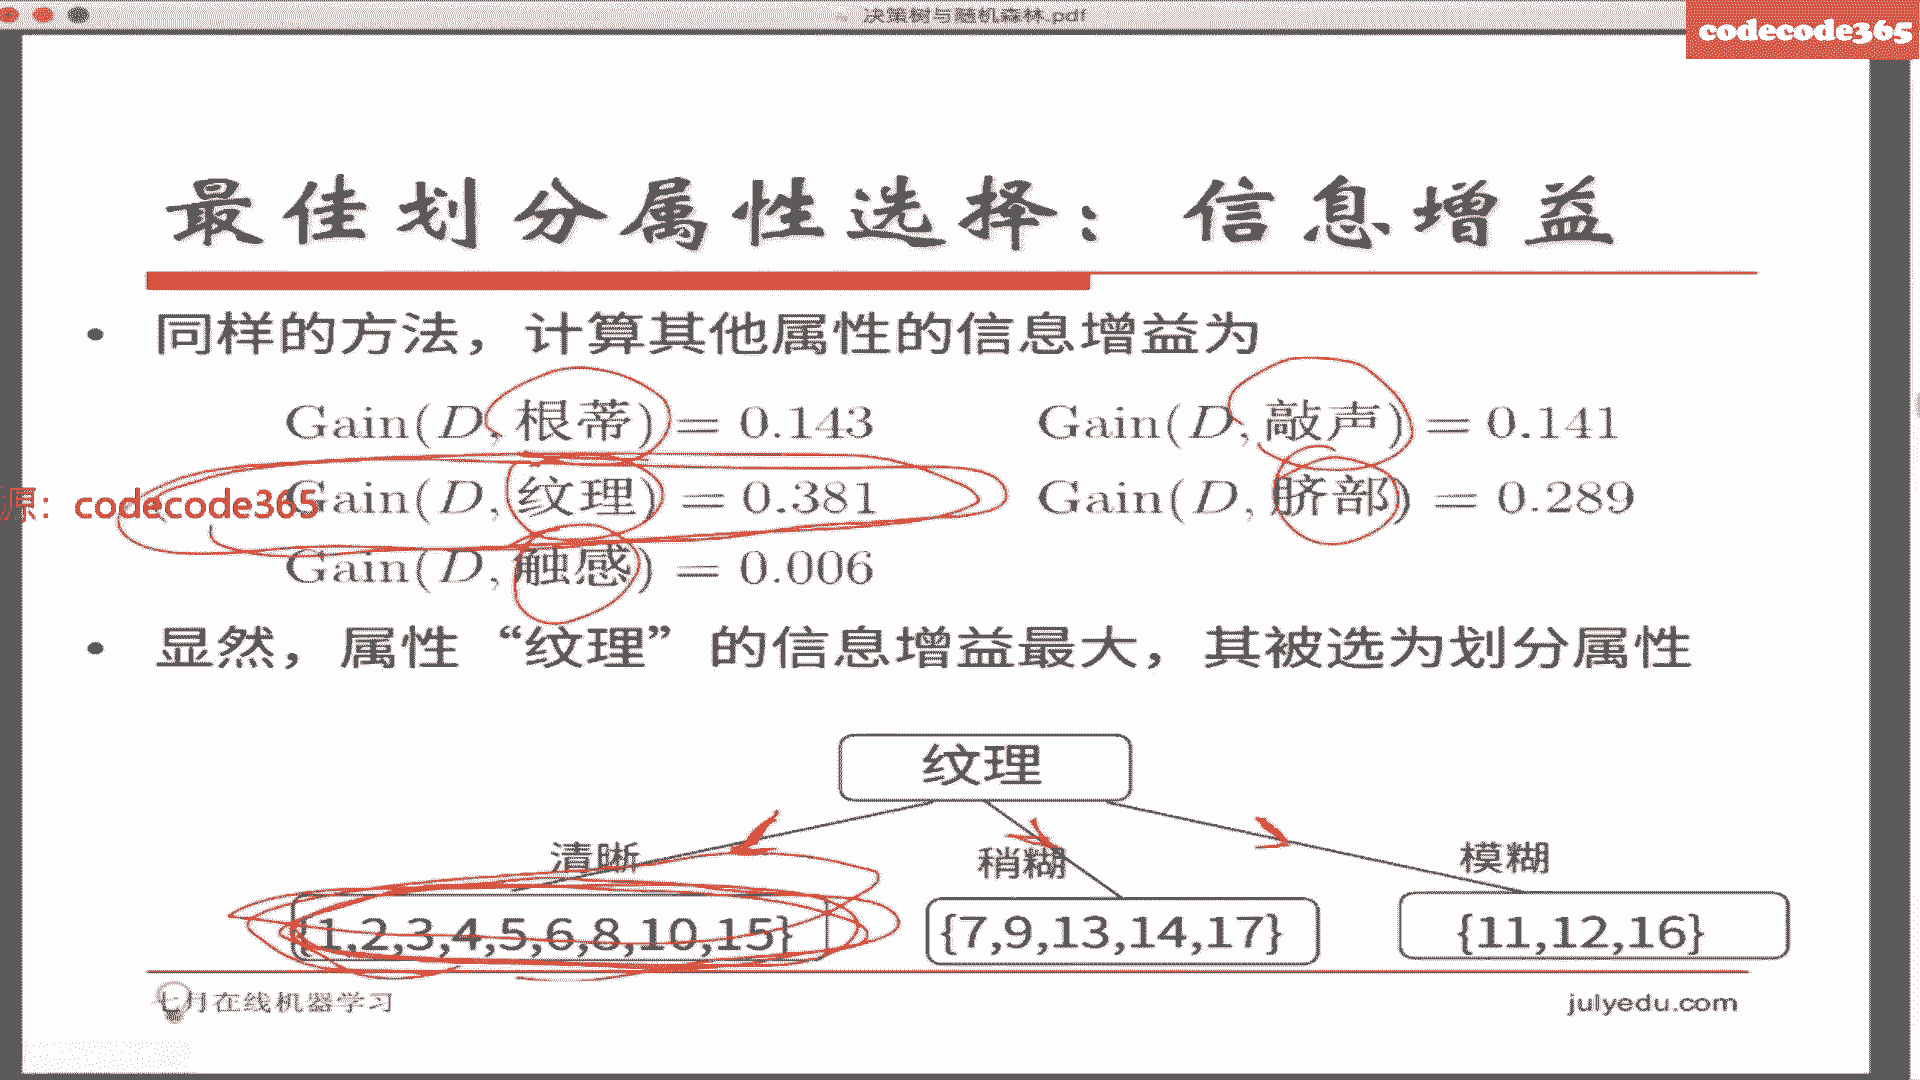 决策树与随机森林.pdf
codecode365
最佳划分属性选择：信息增益
• 同样的方法，计算其他属性的信息增益为
Gain(D, 根蒂) = 0.143
Gain(D, 敲声) = 0.141
源：codecode365
Gain(D, 纹理) = 0.381
Gain(D, 脐部) = 0.289
Gain(D, 触感) = 0.006
• 显然，属性“纹理”的信息增益最大，其被选为划分属性
纹理
清晰
稍糊
模糊
{1,2,3,4,5,6,8,10,15}
{7,9,13,14,17}
{11,12,16}
七月在线机器学习
julyedu.com